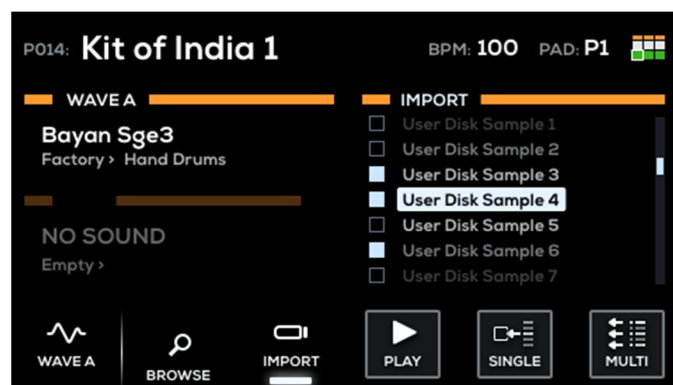 P014: Kit of India 1 BPM: 100 PAD: P1
WAVE A
Bayan Sge3
Factory › Hand Drums
NO SOUND
Empty ›
IMPORT
User Disk Sample 1
User Disk Sample 2
User Disk Sample 3
User Disk Sample 4
User Disk Sample 5
User Disk Sample 6
User Disk Sample 7
WAVE A
BROWSE
IMPORT
PLAY
SINGLE
MULTI